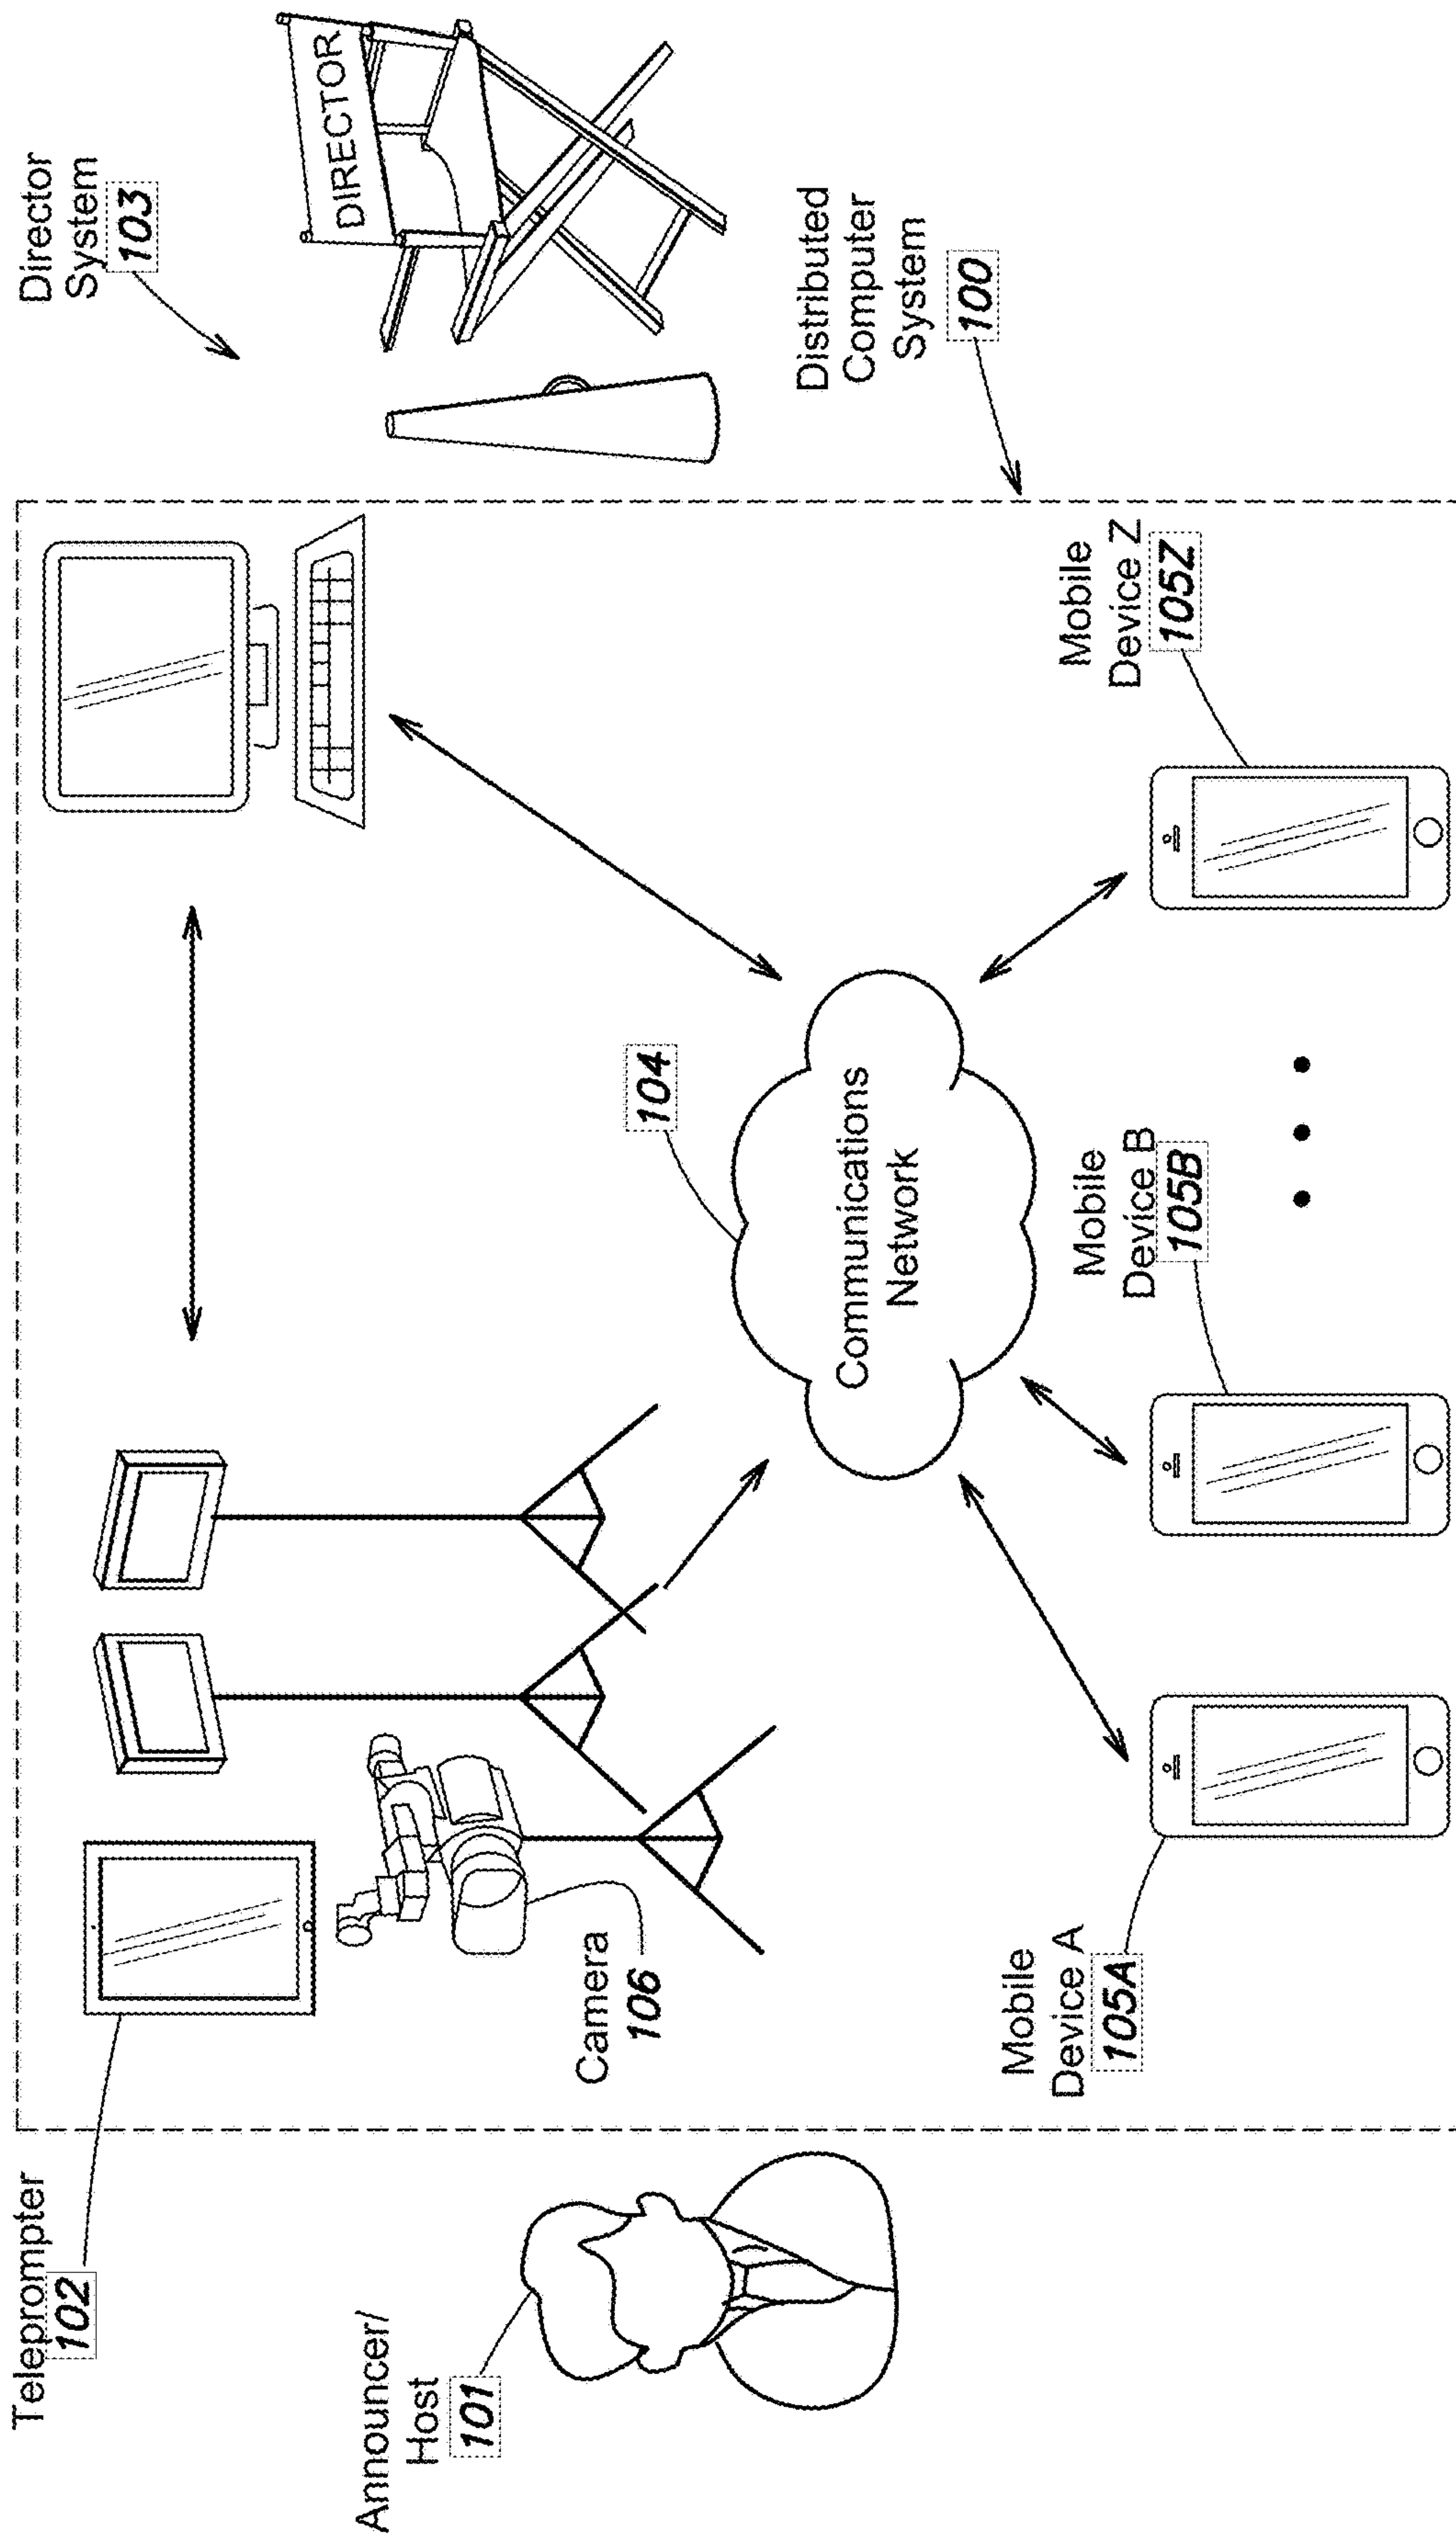 Teleprompter
102
Announcer/
Host
101
Camera
106
Director
System
103
DIRECTOR
Distributed
Computer
System
100
104
Communications
Network
Mobile
Device A
105A
Mobile
Device B
105B
Mobile
Device Z
105Z